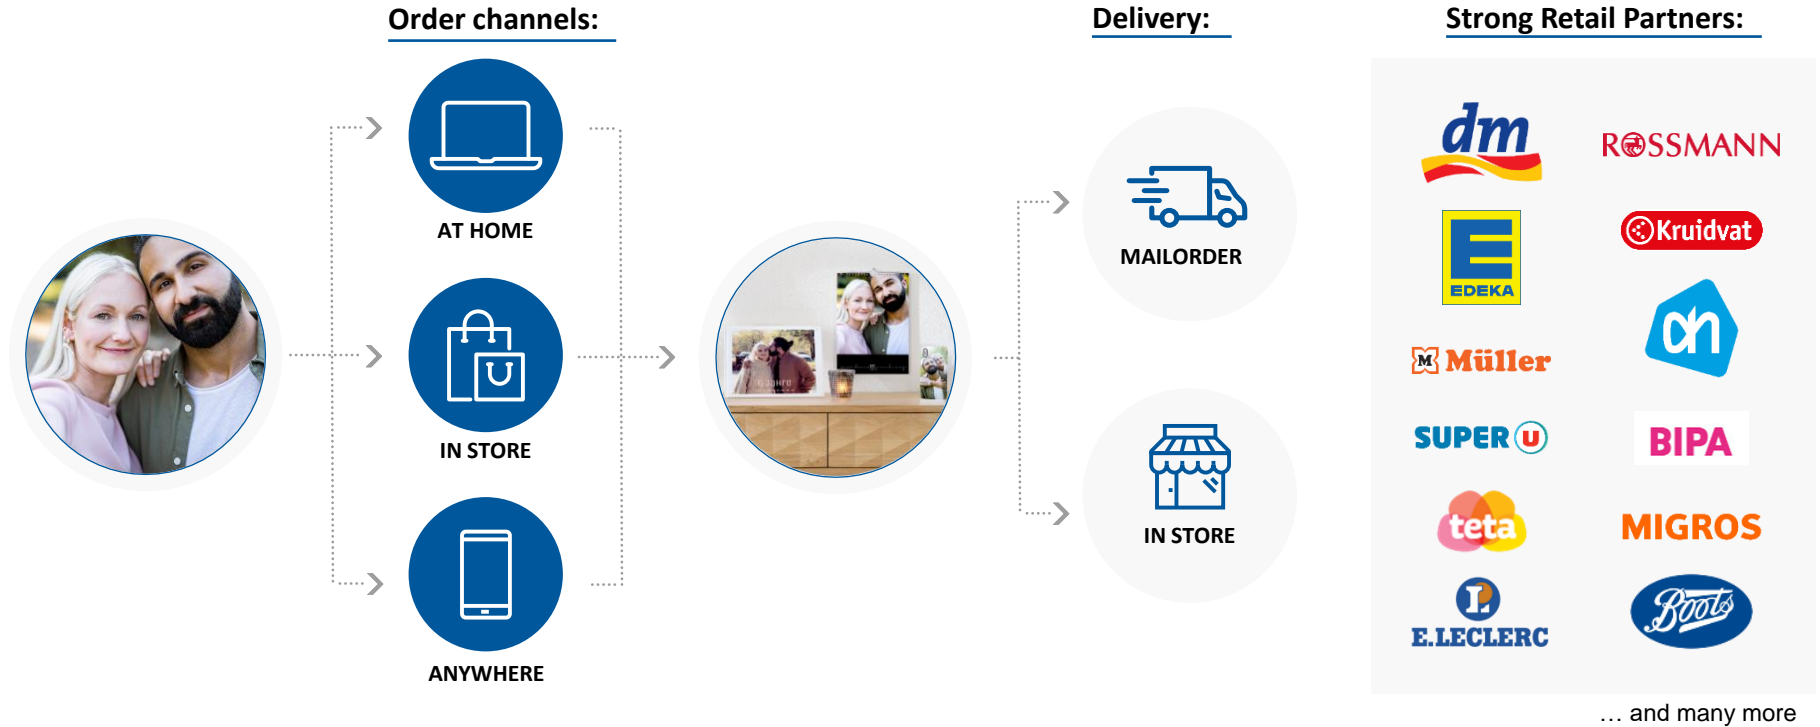 Order channels:
Delivery:
Strong Retail Partners:
AT HOME
IN STORE
ANYWHERE
MAILORDER
IN STORE
dm
ROSSMANN
EDEKA
Kruidvat
M Müller
ah
SUPER U
BIPA
teta
MIGROS
L
E.LECLERC
Boots
… and many more